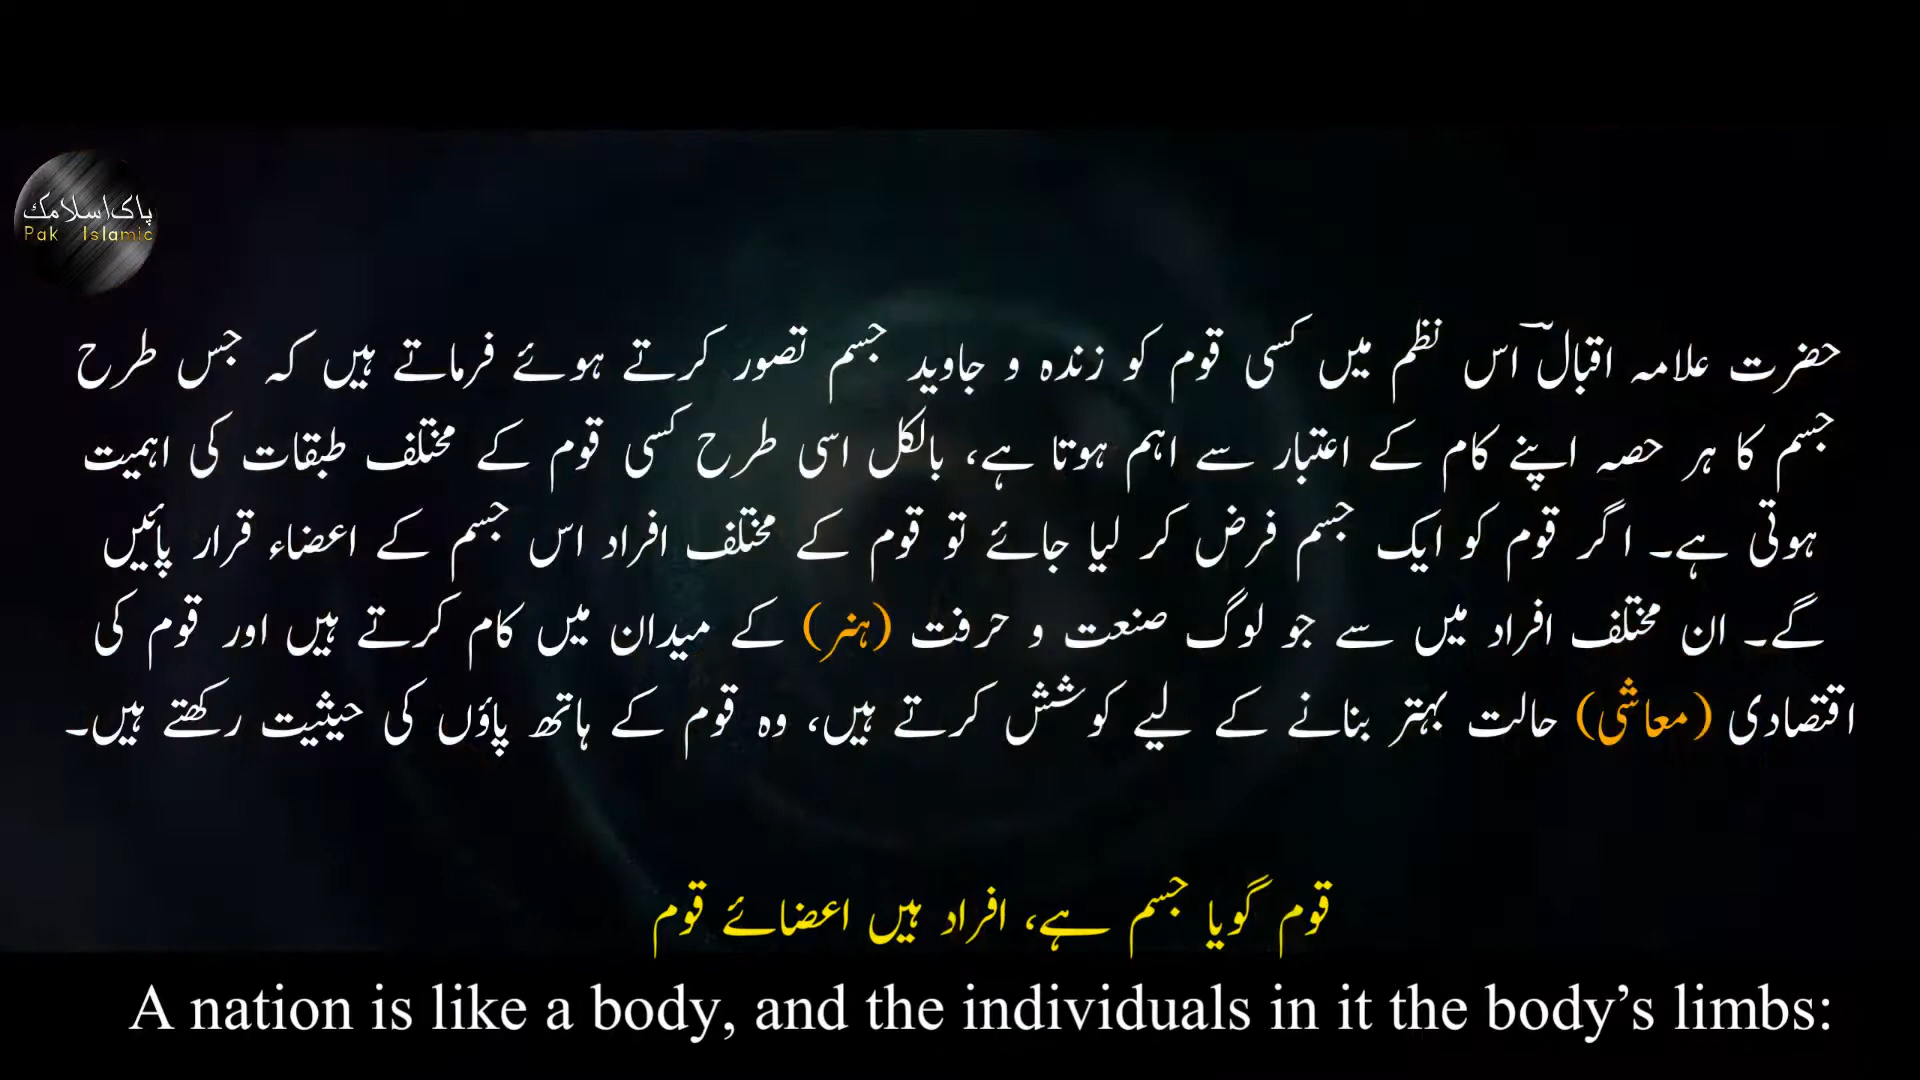 پاک اسلامک
Pak Islamic
حضرت علامہ اقبالؒ اس نظم میں کسی قوم کو زندہ و جاوید جسم تصور کرتے ہوئے فرماتے ہیں کہ جس طرح
جسم کا ہر حصہ اپنے کام کے اعتبار سے اہم ہوتا ہے، بالکل اسی طرح کسی قوم کے مختلف طبقات کی اہمیت
ہوتی ہے۔ اگر قوم کو ایک جسم فرض کر لیا جائے تو قوم کے مختلف افراد اس جسم کے اعضاء قرار پائیں
گے۔ ان مختلف افراد میں سے جو لوگ صنعت و حرفت (ہنر) کے میدان میں کام کرتے ہیں اور قوم کی
اقتصادی (معاشی) حالت بہتر بنانے کے لیے کوشش کرتے ہیں، وہ قوم کے ہاتھ پاؤں کی حیثیت رکھتے ہیں۔
قوم گویا جسم ہے، افراد ہیں اعضائے قوم
A nation is like a body, and the individuals in it the body’s limbs: